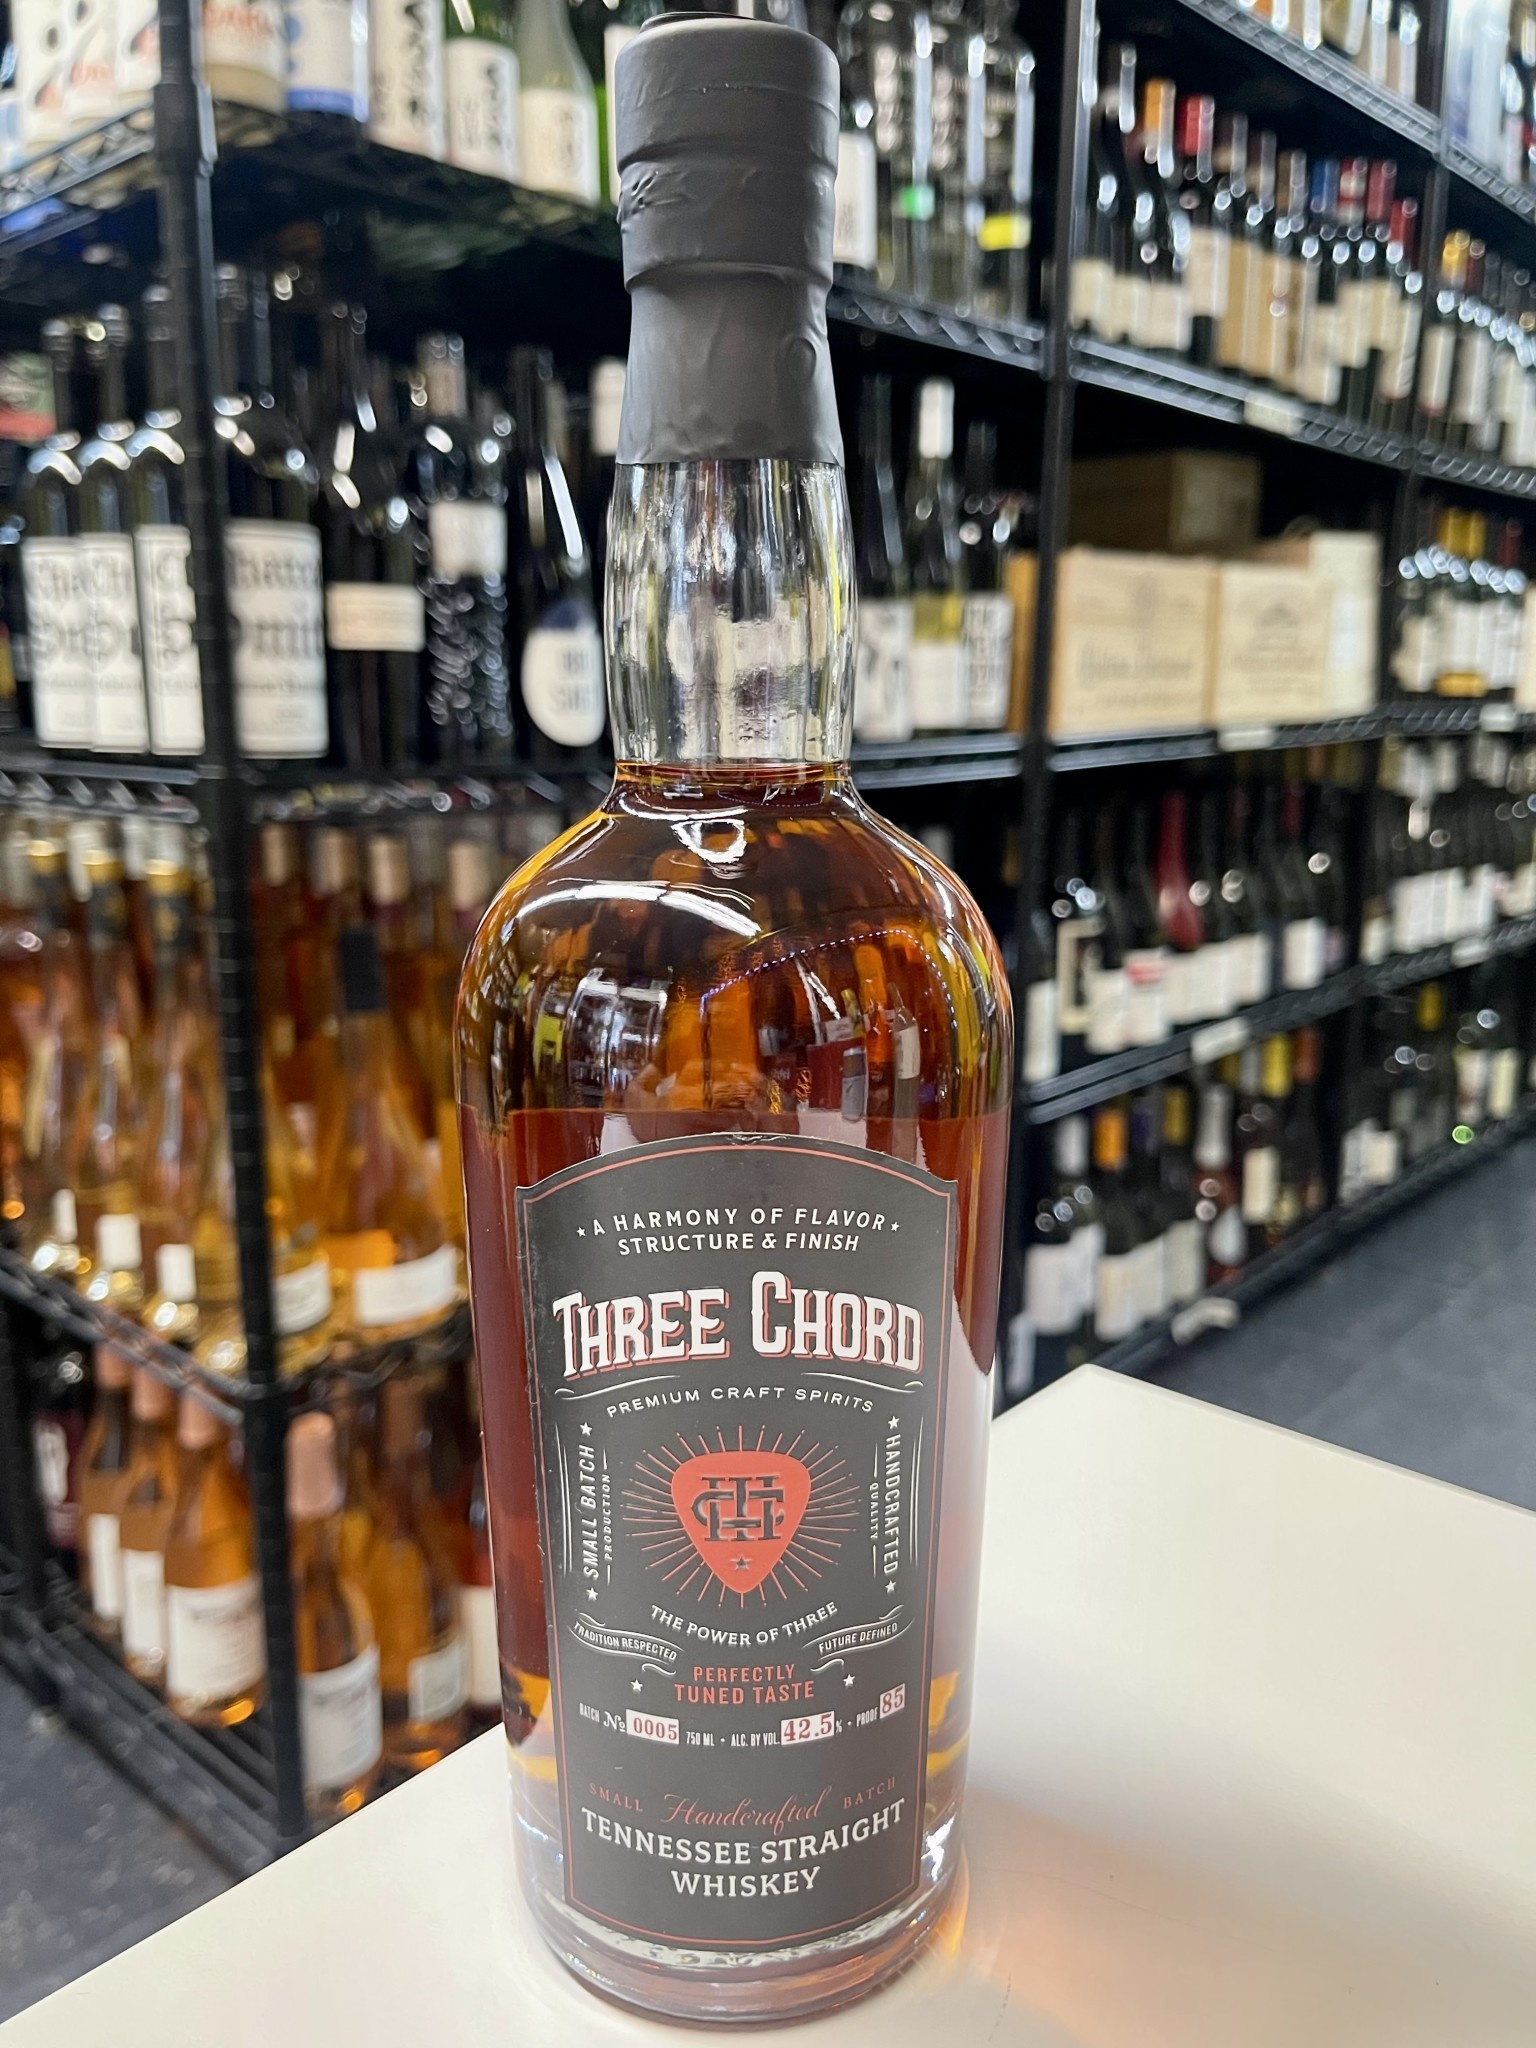 A HARMONY OF FLAVOR
STRUCTURE & FINISH
THREE CHORD
PREMIUM CRAFT SPIRITS
SMALL BATCH
PRODUCTION
HANDCRAFTED
QUALITY
THE POWER OF THREE
TRADITION RESPECTED
FUTURE DEFINED
PERFECTLY
TUNED TASTE
BATCH № 0005 750 ML • ALC. BY VOL. 42.5% • PROOF 85
SMALL Handcrafted BATCH
TENNESSEE STRAIGHT
WHISKEY